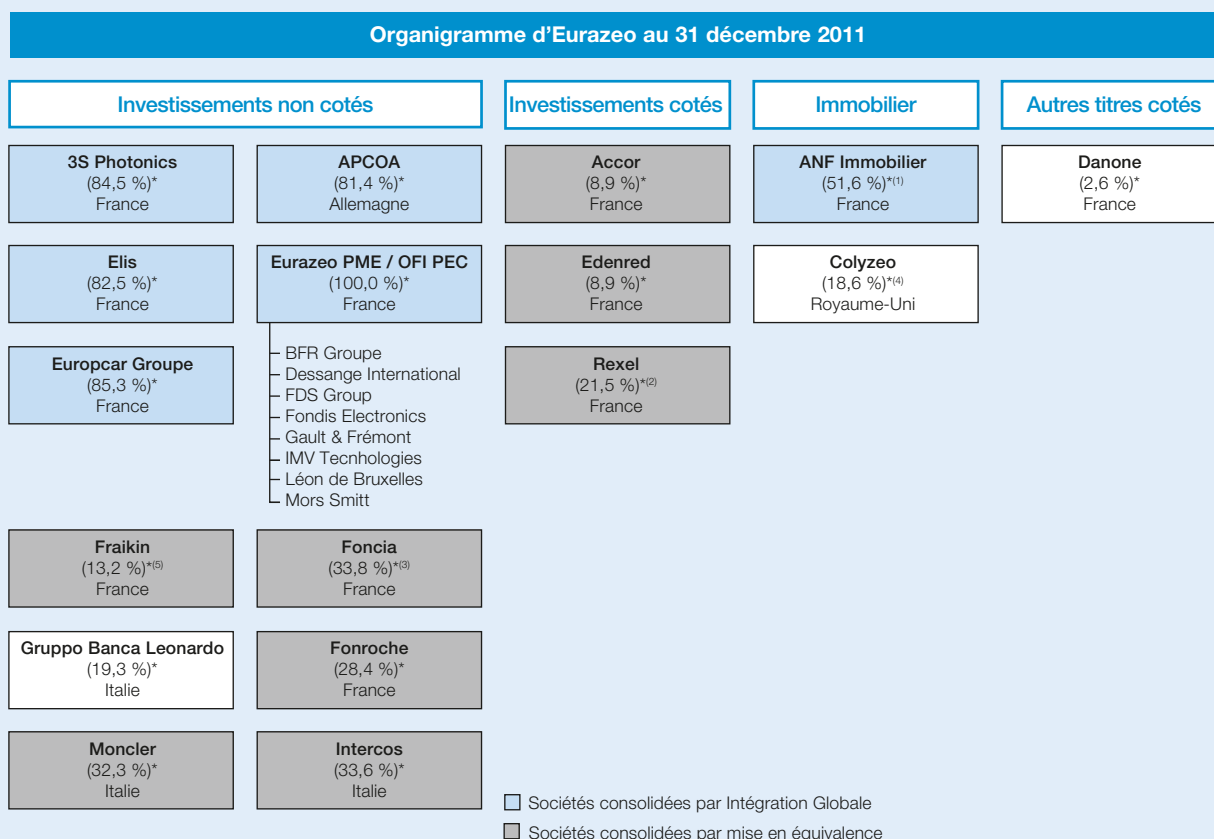 Organigramme d'Eurazeo au 31 décembre 2011
Investissements non cotés
Investissements cotés
Immobilier
Autres titres cotés
3S Photonics
(84,5 %)*
France
APCOA
(81,4 %)*
Allemagne
Accor
(8,9 %)*
France
ANF Immobilier
(51,6 %)*(1)
France
Danone
(2,6 %)*
France
Elis
(82,5 %)*
France
Eurazeo PME / OFI PEC
(100,0 %)*
France
Edenred
(8,9 %)*
France
Colyzeo
(18,6 %)*(4)
Royaume-Uni
Europcar Groupe
(85,3 %)*
France
BFR Groupe
Dessange International
FDS Group
Fondis Electronics
Gault & Frémont
IMV Tecnhologies
Léon de Bruxelles
Mors Smitt
Rexel
(21,5 %)*(2)
France
Fraikin
(13,2 %)*(5)
France
Foncia
(33,8 %)*(3)
France
Gruppo Banca Leonardo
(19,3 %)*
Italie
Fonroche
(28,4 %)*
France
Moncler
(32,3 %)*
Italie
Intercos
(33,6 %)*
Italie
Sociétés consolidées par Intégration Globale
Sociétés consolidées par mise en équivalence